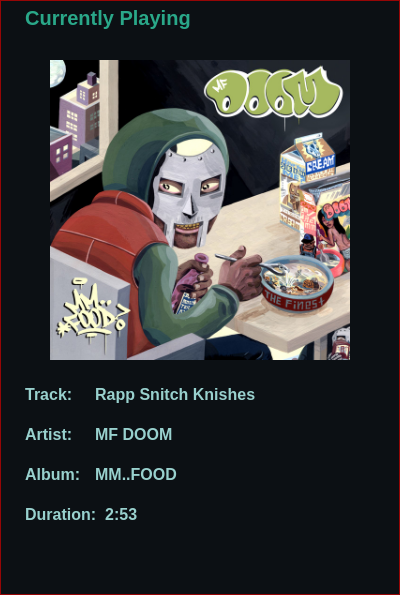 Currently Playing
MF
DOOM
CREAM
THE FINEST
MM..
FOOD
Track: Rapp Snitch Knishes
Artist: MF DOOM
Album: MM..FOOD
Duration: 2:53